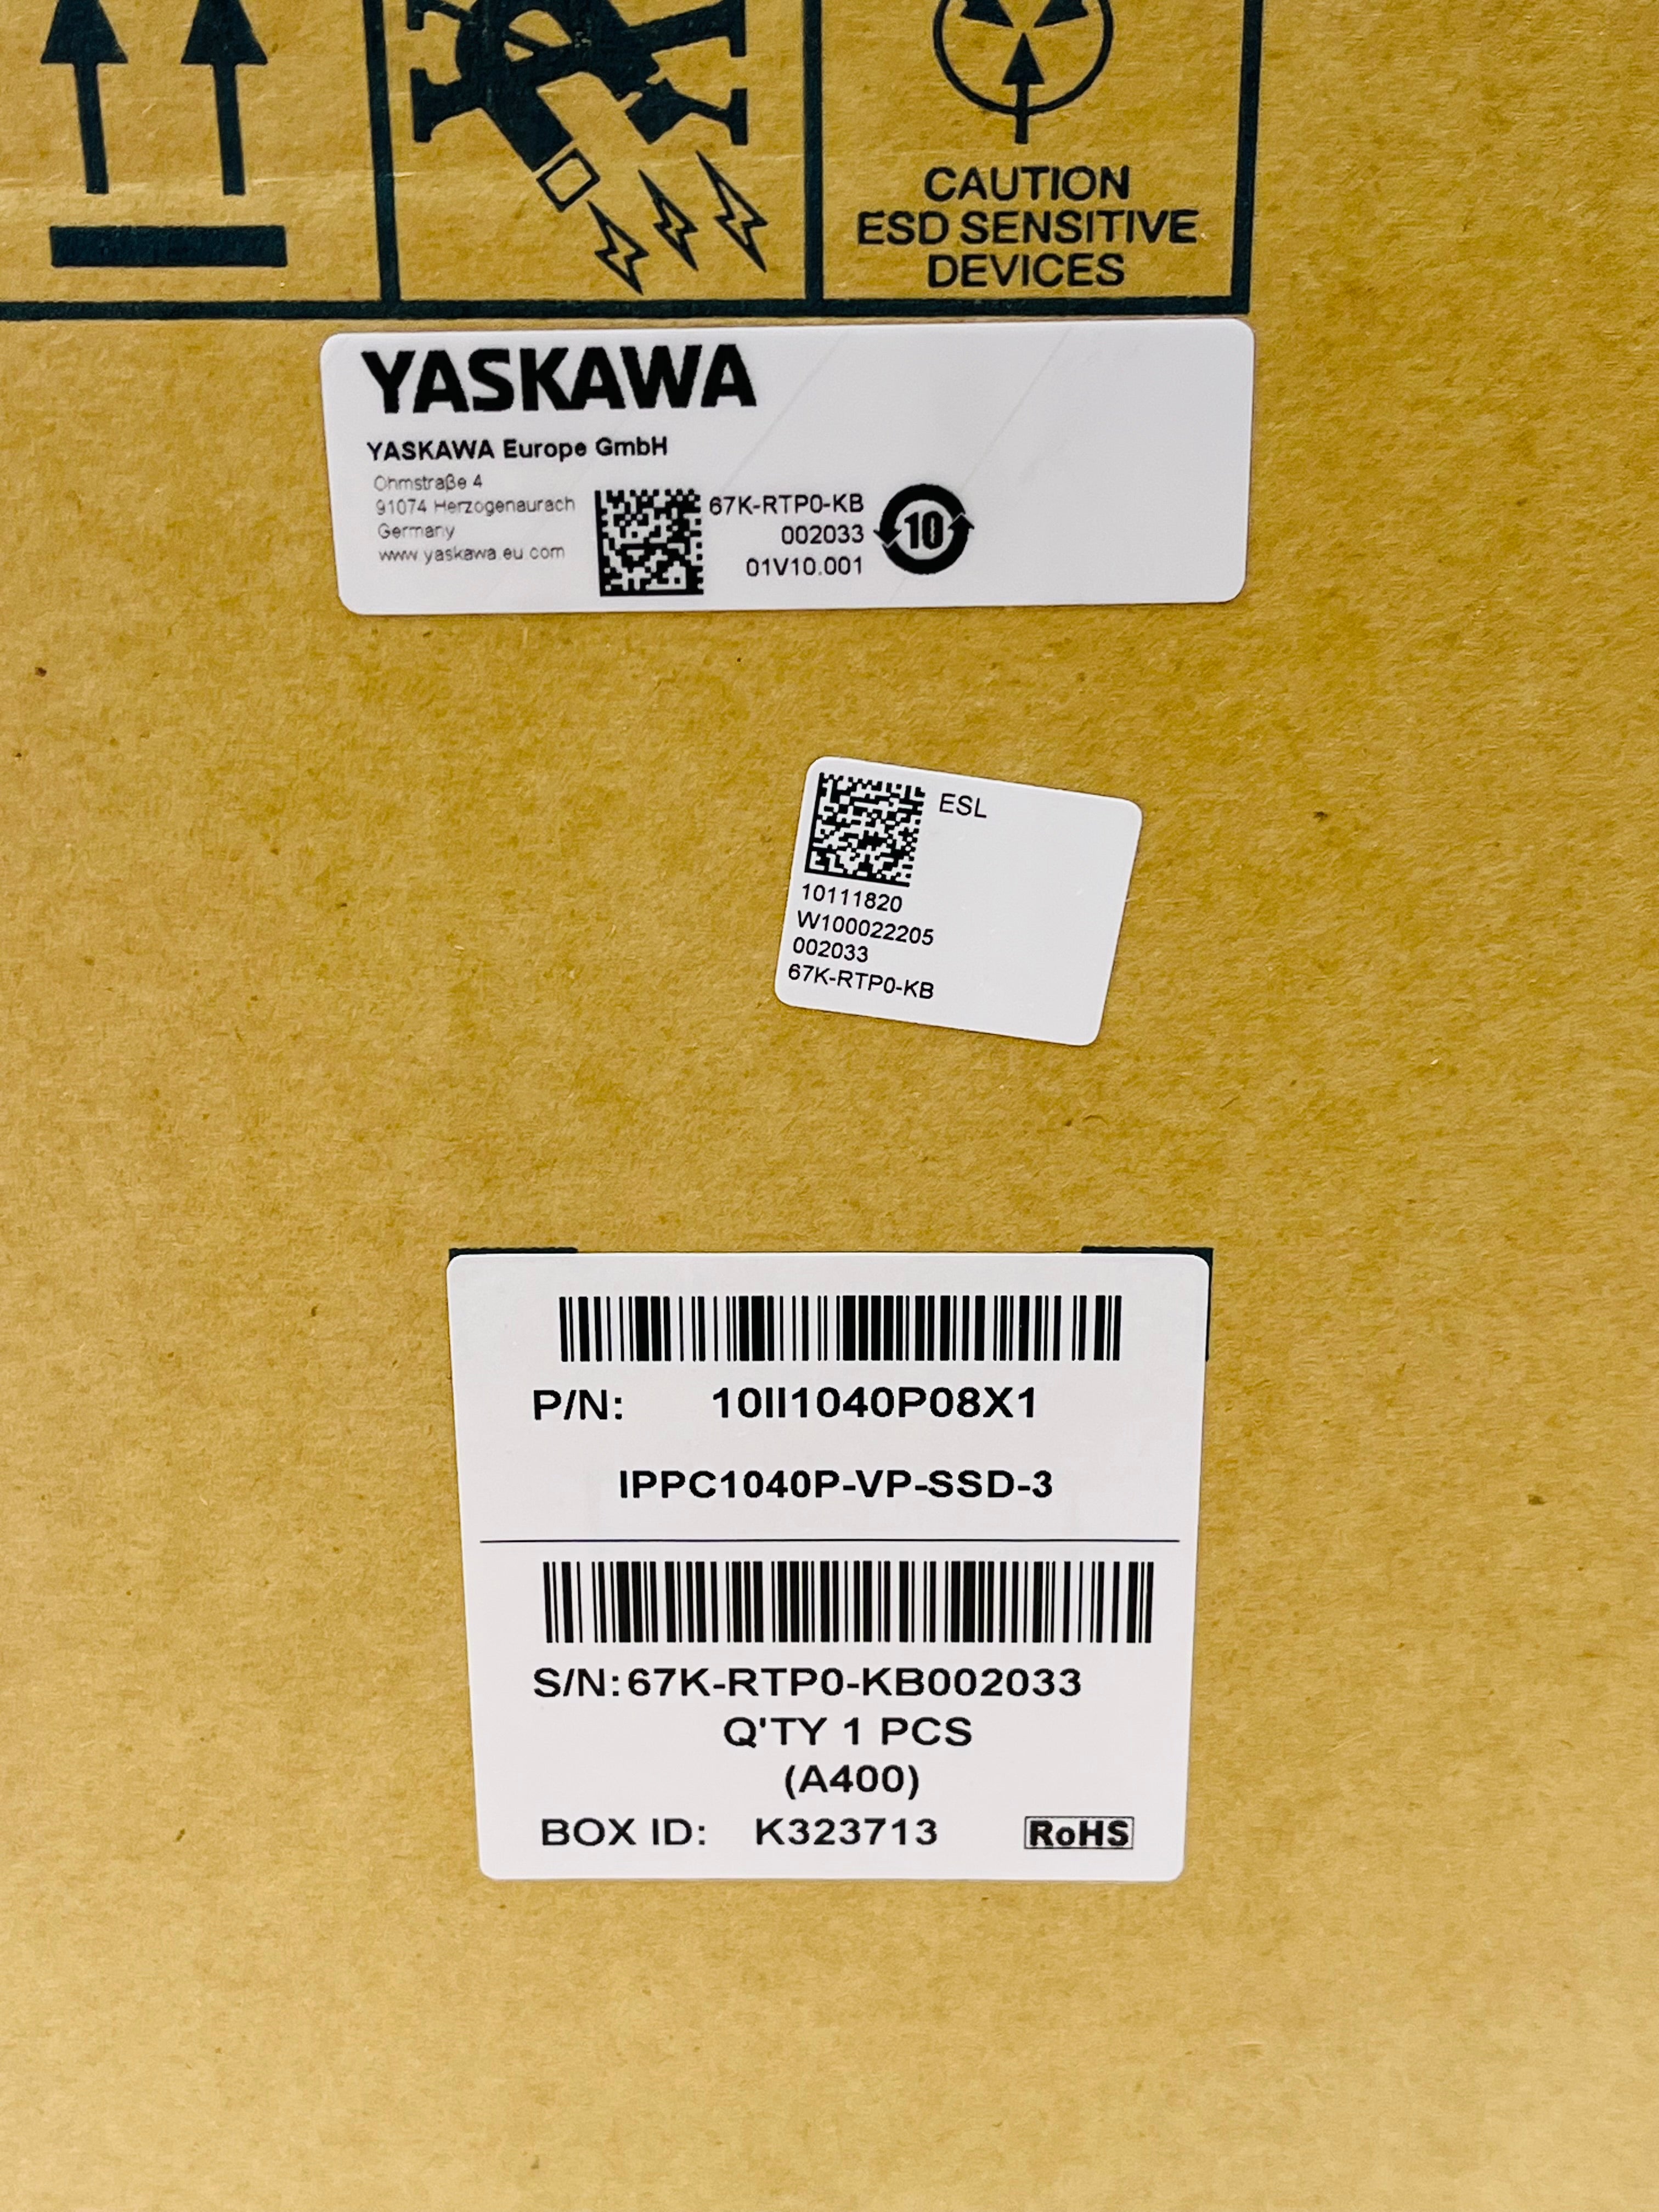 CAUTION
ESD SENSITIVE
DEVICES
YASKAWA
YASKAWA Europe GmbH
Ohmstraße 4
91074 Herzogenaurach
Germany
www.yaskawa.eu.com
67K-RTP0-KB
002033
01V10.001
10
ESL
10111820
W100022205
002033
67K-RTP0-KB
P/N: 10II1040P08X1
IPPC1040P-VP-SSD-3
S/N:67K-RTP0-KB002033
Q'TY 1 PCS
(A400)
BOX ID: K323713 RoHS